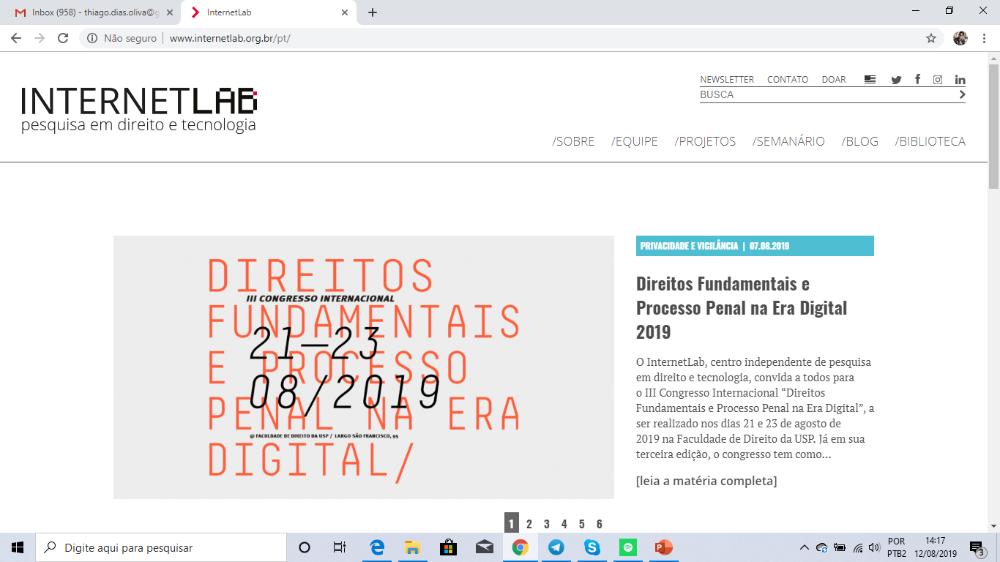 Inbox (958) - thiago.dias.oliva@g
InternetLab
Não seguro
www.internetlab.org.br/pt/
INTERNETLAB
pesquisa em direito e tecnologia
NEWSLETTER CONTATO DOAR
BUSCA
/SOBRE /EQUIPE /PROJETOS /SEMANÁRIO /BLOG /BIBLIOTECA
DIREITOS
III CONGRESSO INTERNACIONAL
FUNDAMENTAIS
21—23
E PROCESSO
08/2019
PENAL NA ERA
@ FACULDADE DE DIREITO DA USP / LARGO SÃO FRANCISCO, 95
DIGITAL/
PRIVACIDADE E VIGILÂNCIA | 07.08.2019
Direitos Fundamentais e
Processo Penal na Era Digital
2019
O InternetLab, centro independente de pesquisa
em direito e tecnologia, convida a todos para
o III Congresso Internacional “Direitos
Fundamentais e Processo Penal na Era Digital”, a
ser realizado nos dias 21 e 23 de agosto de
2019 na Faculdade de Direito da USP. Já em sua
terceira edição, o congresso tem como...
[leia a matéria completa]
1 2 3 4 5 6
Digite aqui para pesquisar
POR
PTB2
14:17
12/08/2019
3